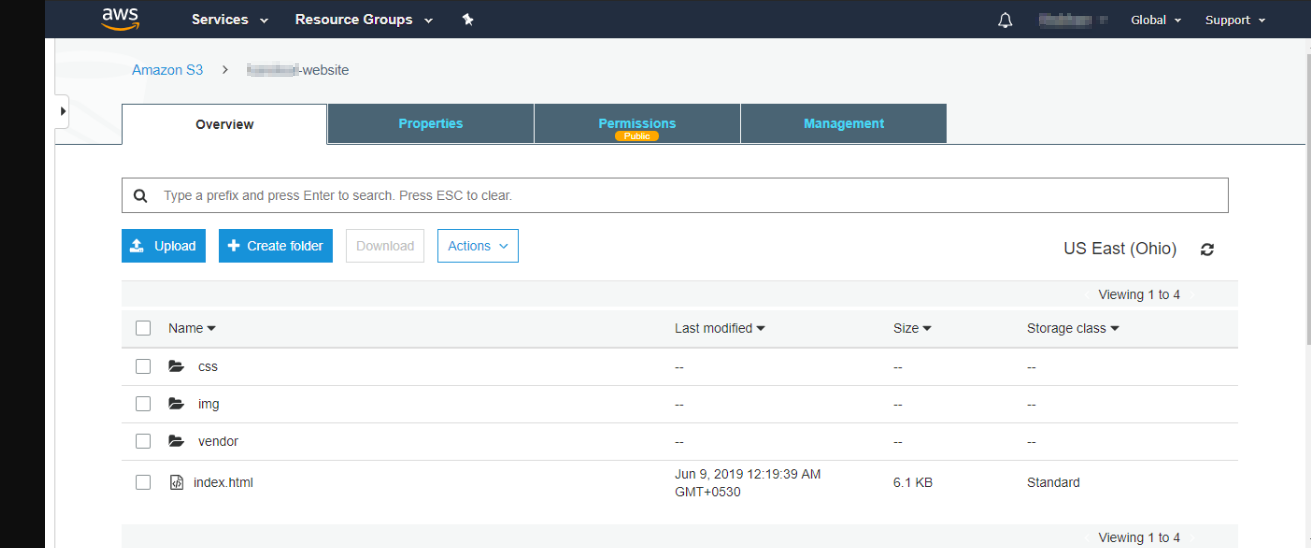 aws Services Resource Groups Global Support
Amazon S3 > -website
Overview Properties Permissions Management
Public
Type a prefix and press Enter to search. Press ESC to clear.
Upload Create folder Download Actions
US East (Ohio)
Viewing 1 to 4
Name Last modified Size Storage class
css -- -- --
img -- -- --
vendor -- -- --
index.html Jun 9, 2019 12:19:39 AM 6.1 KB Standard
GMT+0530
Viewing 1 to 4